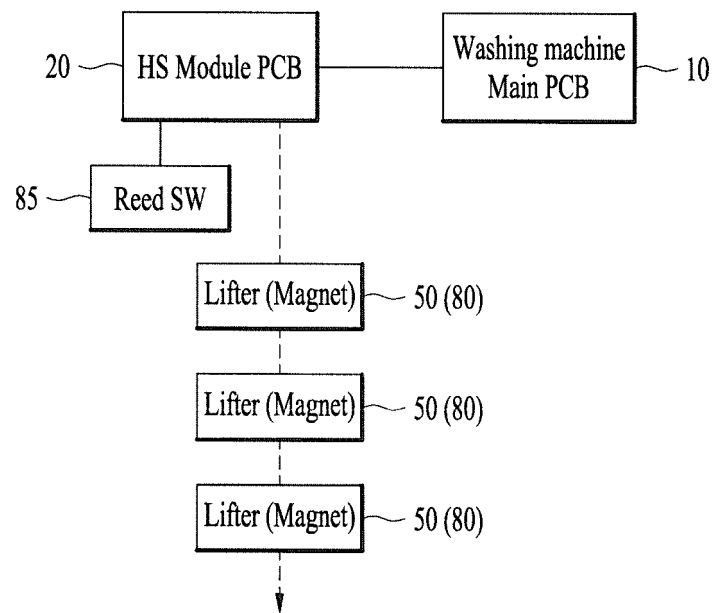 20
HS Module PCB
Washing machine
Main PCB
10
85
Reed SW
Lifter (Magnet)
50 (80)
Lifter (Magnet)
50 (80)
Lifter (Magnet)
50 (80)